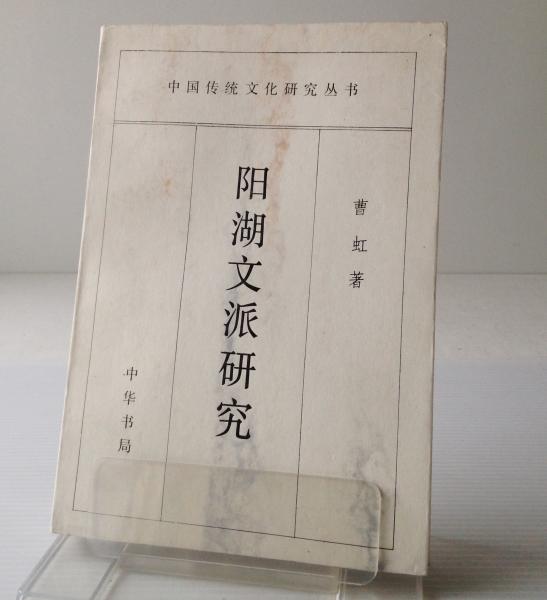 中国传统文化研究丛书
曹虹著
阳湖文派研究
中华书局